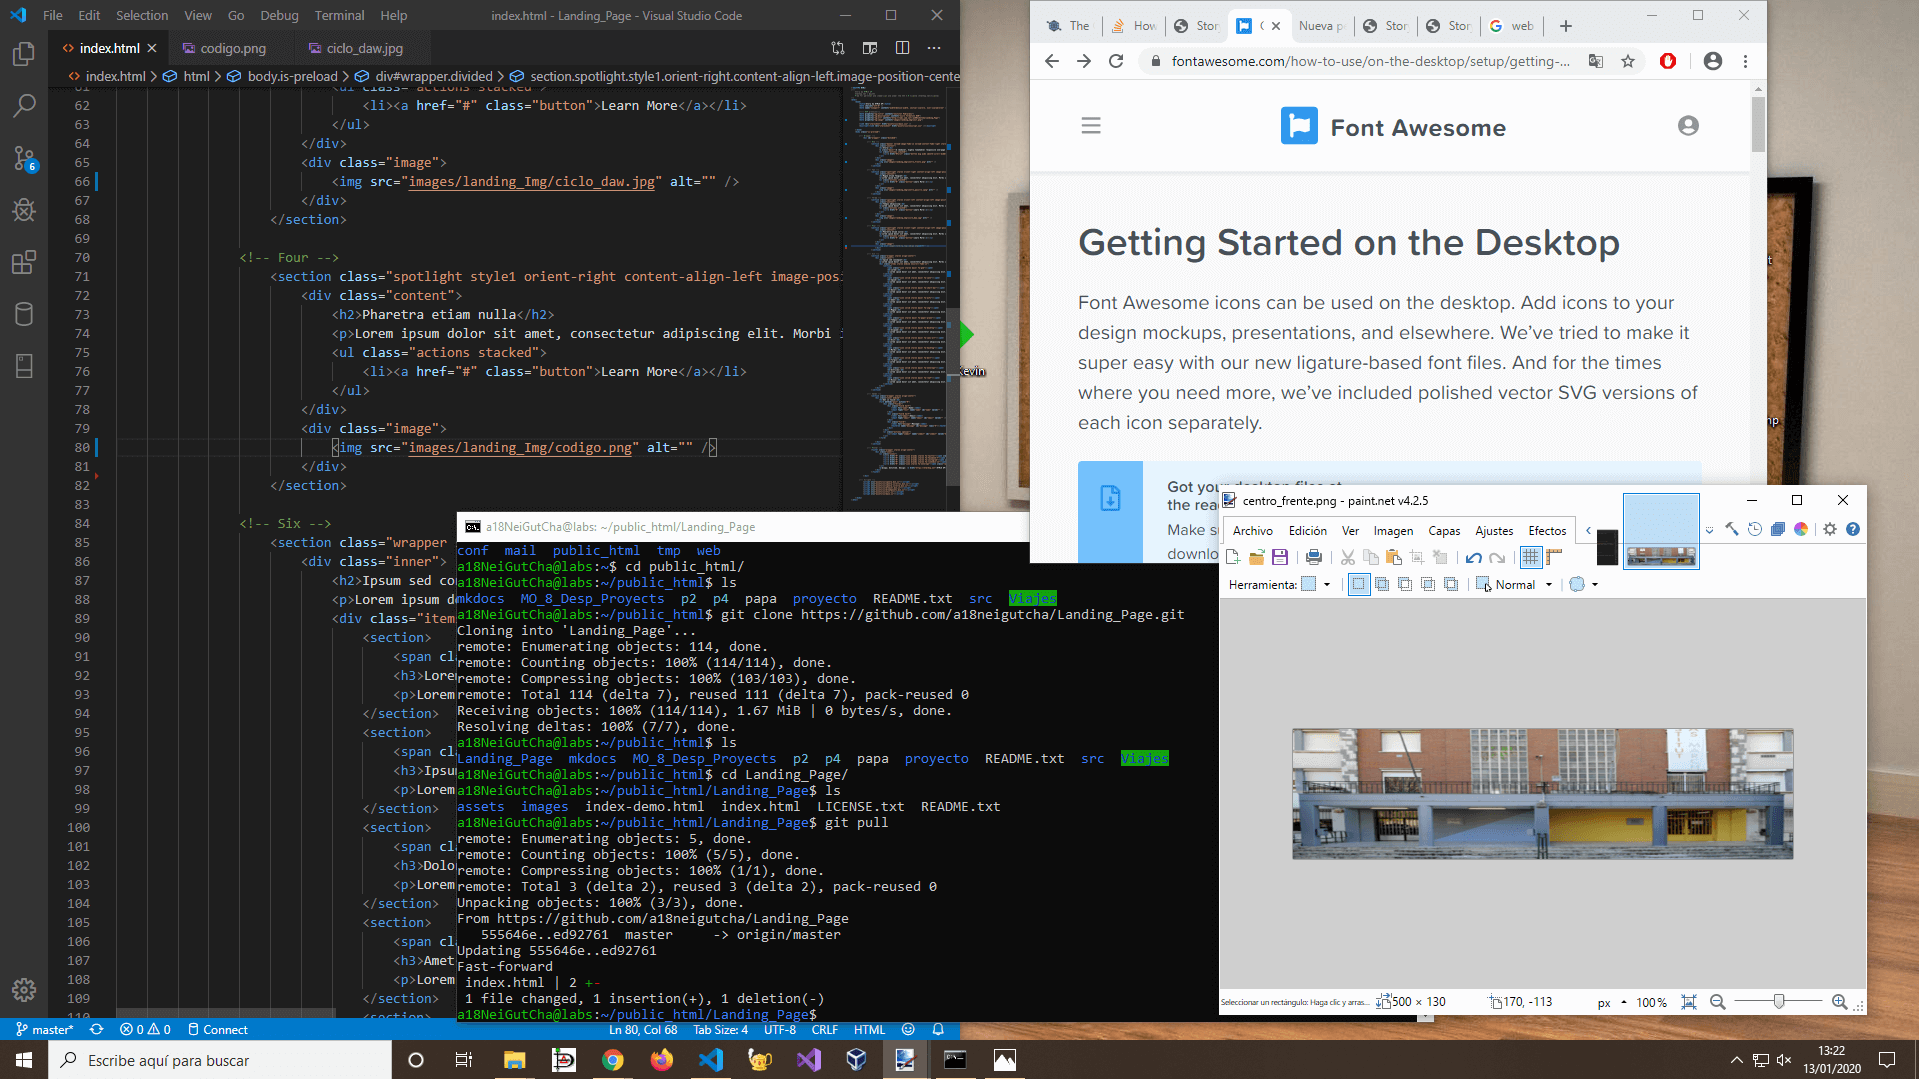 File Edit Selection View Go Debug Terminal Help
index.html - Landing_Page - Visual Studio Code
index.html
codigo.png
ciclo_daw.jpg
index.html > html > body.is-preload > div#wrapper.divided > section.spotlight.style1.orient-right.content-align-left.image-position-cente
61 <ul class="actions stacked">
62 <li><a href="#" class="button">Learn More</a></li>
63 </ul>
64 </div>
65 <div class="image">
66 <img src="images/landing_Img/ciclo_daw.jpg" alt="" />
67 </div>
68 </section>
69
70 <!-- Four -->
71 <section class="spotlight style1 orient-right content-align-left image-posi
72 <div class="content">
73 <h2>Pharetra etiam nulla</h2>
74 <p>Lorem ipsum dolor sit amet, consectetur adipiscing elit. Morbi i
75 <ul class="actions stacked">
76 <li><a href="#" class="button">Learn More</a></li>
77 </ul>
78 </div>
79 <div class="image">
80 <img src="images/landing_Img/codigo.png" alt="" />
81 </div>
82 </section>
83
84 <!-- Six -->
85 <section class="wrapper
86 <div class="inner">
87 <h2>Ipsum sed co
88 <p>Lorem ipsum d
89 <div class="item
90 <section>
91 <span cl
92 <h3>Lore
93 <p>Lorem
94 </section>
95 <section>
96 <span cl
97 <h3>Ipsu
98 <p>Lorem
99 </section>
100 <section>
101 <span cl
102 <h3>Dolo
103 <p>Lorem
104 </section>
105 <section>
106 <span cl
107 <h3>Amet
108 <p>Lorem
109 </section>
6
master* 0 0 Connect
Ln 80, Col 68 Tab Size: 4 UTF-8 CRLF HTML
Kevin
a18NeiGutCha@labs: ~/public_html/Landing_Page
conf mail public_html tmp web
a18NeiGutCha@labs:~$ cd public_html/
a18NeiGutCha@labs:~/public_html$ ls
mkdocs MO_8_Desp_Proyects p2 p4 papa proyecto README.txt src Viajes
a18NeiGutCha@labs:~/public_html$ git clone https://github.com/a18neigutcha/Landing_Page.git
Cloning into 'Landing_Page'...
remote: Enumerating objects: 114, done.
remote: Counting objects: 100% (114/114), done.
remote: Compressing objects: 100% (103/103), done.
remote: Total 114 (delta 7), reused 111 (delta 7), pack-reused 0
Receiving objects: 100% (114/114), 1.67 MiB | 0 bytes/s, done.
Resolving deltas: 100% (7/7), done.
a18NeiGutCha@labs:~/public_html$ ls
Landing_Page mkdocs MO_8_Desp_Proyects p2 p4 papa proyecto README.txt src Viajes
a18NeiGutCha@labs:~/public_html$ cd Landing_Page/
a18NeiGutCha@labs:~/public_html/Landing_Page$ ls
assets images index-demo.html index.html LICENSE.txt README.txt
a18NeiGutCha@labs:~/public_html/Landing_Page$ git pull
remote: Enumerating objects: 5, done.
remote: Counting objects: 100% (5/5), done.
remote: Compressing objects: 100% (1/1), done.
remote: Total 3 (delta 2), reused 3 (delta 2), pack-reused 0
Unpacking objects: 100% (3/3), done.
From https://github.com/a18neigutcha/Landing_Page
555646e..ed92761 master -> origin/master
Updating 555646e..ed92761
Fast-forward
index.html | 2 +-
1 file changed, 1 insertion(+), 1 deletion(-)
a18NeiGutCha@labs:~/public_html/Landing_Page$
The How Stor Nueva p Stor Stor web
fontawesome.com/how-to-use/on-the-desktop/setup/getting-...
Font Awesome
Getting Started on the Desktop
Font Awesome icons can be used on the desktop. Add icons to your
design mockups, presentations, and elsewhere. We've tried to make it
super easy with our new ligature-based font files. And for the times
where you need more, we've included polished vector SVG versions of
each icon separately.
Got your desktop files at
the rea
Make su
downlo
centro_frente.png - paint.net v4.2.5
Archivo Edición Ver Imagen Capas Ajustes Efectos
Herramienta: Normal
Seleccionar un rectángulo: Haga clic y arras... 500 × 130 170, -113 px 100%
Escribe aquí para buscar
13:22
13/01/2020